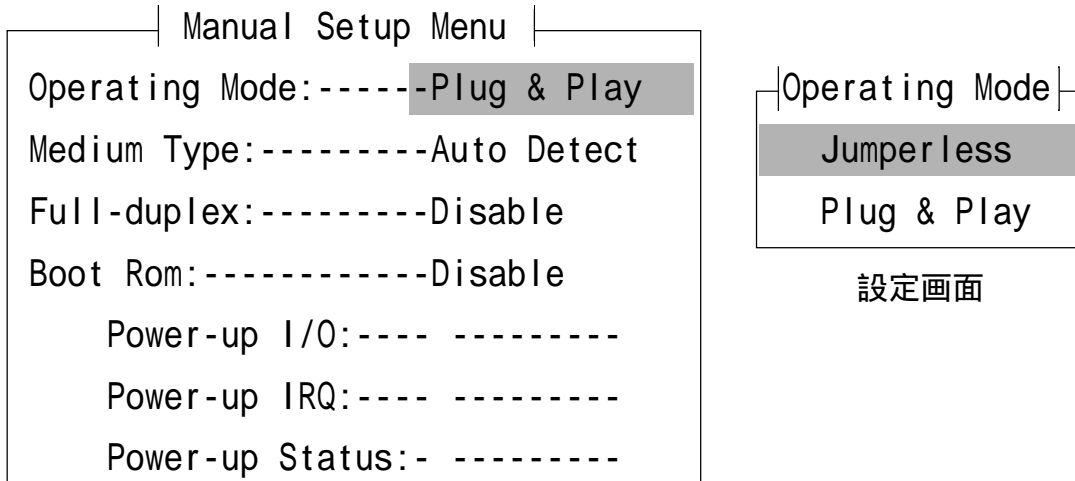 Manual Setup Menu
Operating Mode:------Plug & Play
Medium Type:---------Auto Detect
Full-duplex:---------Disable
Boot Rom:------------Disable
Power-up I/O:---- ---------
Power-up IRQ:---- ---------
Power-up Status:- ---------
Operating Mode
Jumperless
Plug & Play
設定画面